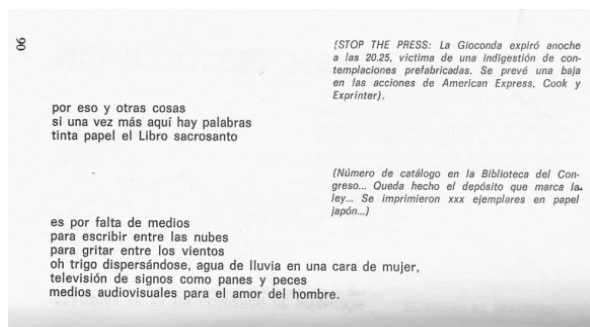 90
(STOP THE PRESS: La Gioconda expiró anoche
a las 20.25, víctima de una indigestión de con-
templaciones prefabricadas. Se prevé una baja
en las acciones de American Express, Cook y
Exprinter).
por eso y otras cosas
si una vez más aquí hay palabras
tinta papel el Libro sacrosanto
(Número de catálogo en la Biblioteca del Con-
greso... Queda hecho el depósito que marca la
ley... Se imprimieron xxx ejemplares en papel
japón...)
es por falta de medios
para escribir entre las nubes
para gritar entre los vientos
oh trigo dispersándose, agua de lluvia en una cara de mujer,
televisión de signos como panes y peces
medios audiovisuales para el amor del hombre.